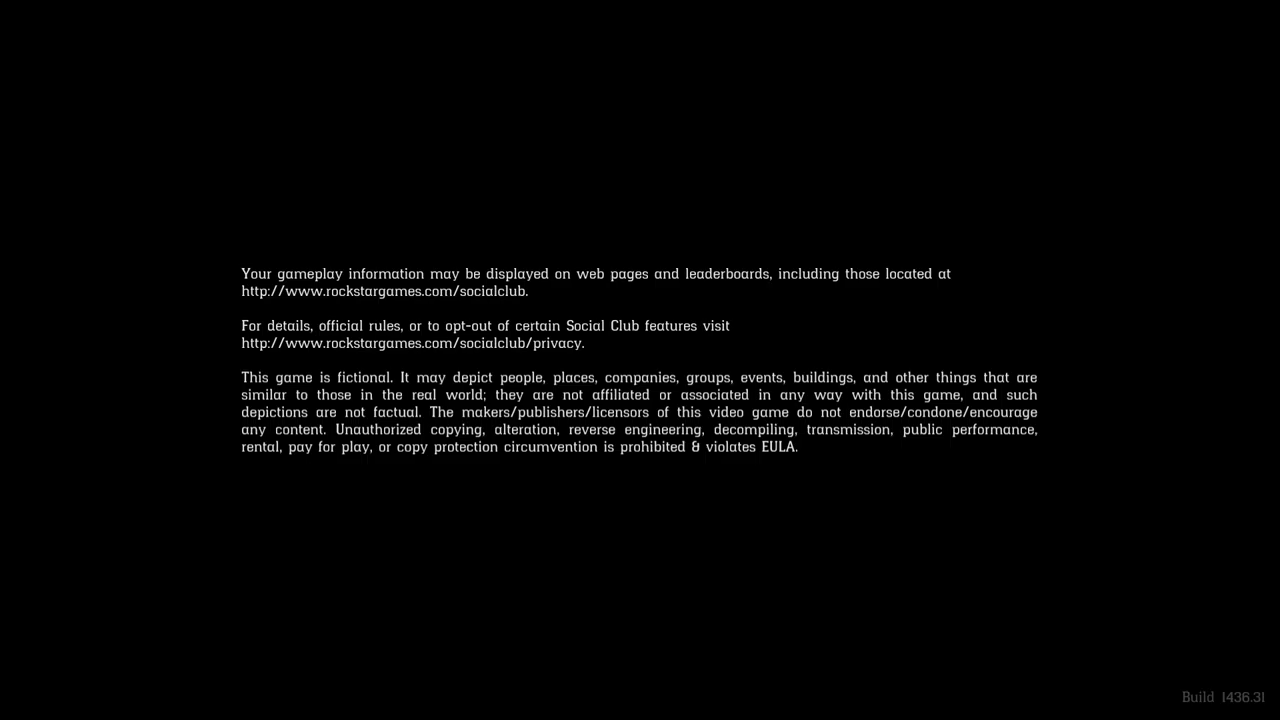 Your gameplay information may be displayed on web pages and leaderboards, including those located at
http://www.rockstargames.com/socialclub.
For details, official rules, or to opt-out of certain Social Club features visit
http://www.rockstargames.com/socialclub/privacy.
This game is fictional. It may depict people, places, companies, groups, events, buildings, and other things that are
similar to those in the real world; they are not affiliated or associated in any way with this game, and such
depictions are not factual. The makers/publishers/licensors of this video game do not endorse/condone/encourage
any content. Unauthorized copying, alteration, reverse engineering, decompiling, transmission, public performance,
rental, pay for play, or copy protection circumvention is prohibited & violates EULA.
Build 1436.31